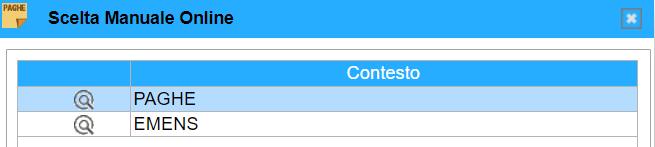 PAGHE
Scelta Manuale Online
Contesto
PAGHE
EMENS